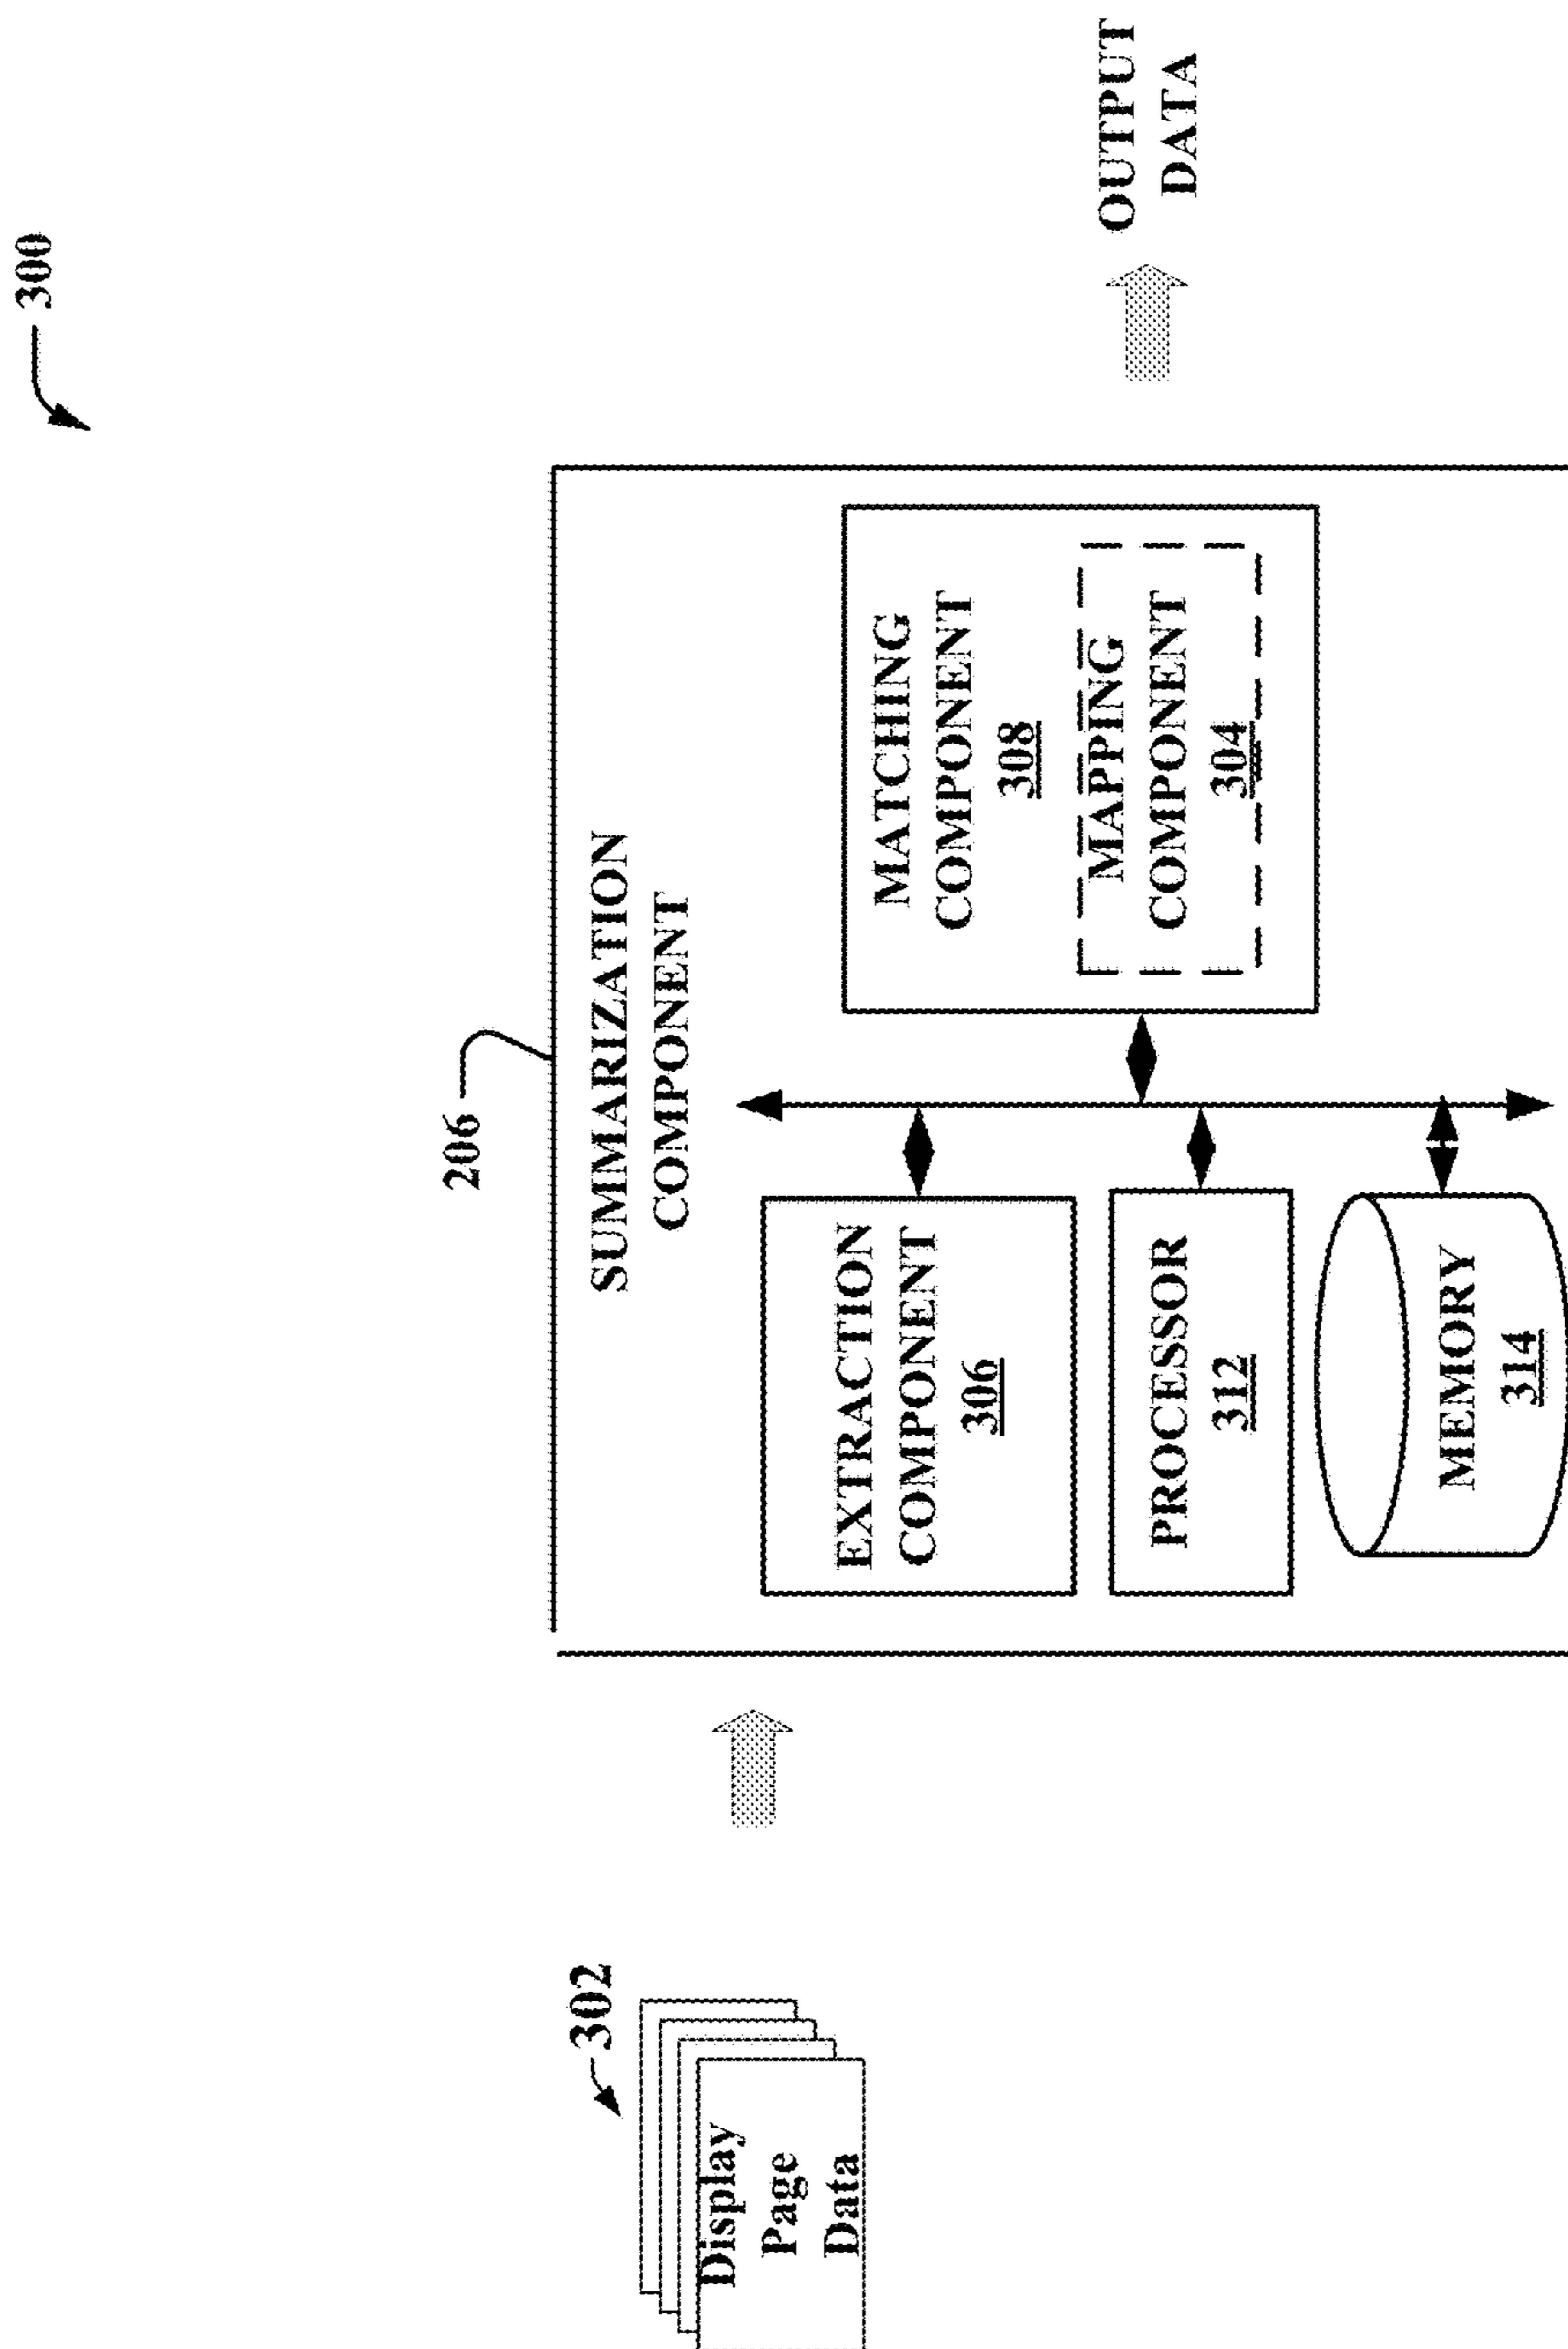 300
206
SUMMARIZATION
COMPONENT
302
Display
Page
Data
EXTRACTION
COMPONENT
306
PROCESSOR
312
MEMORY
314
MATCHING
COMPONENT
308
MAPPING
COMPONENT
304
OUTPUT
DATA